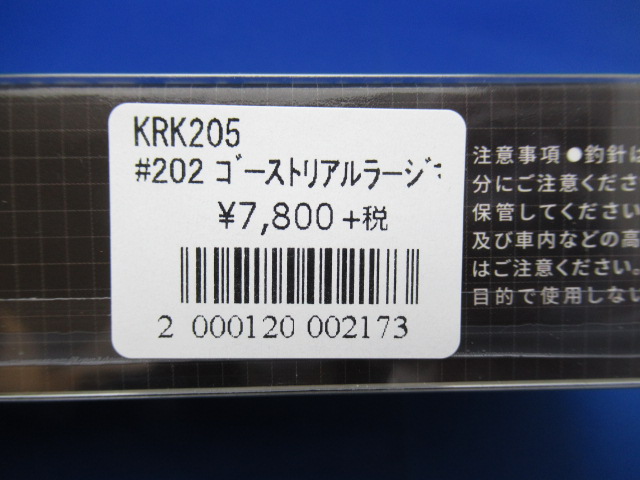 KRK205
#202 ｺﾞｰｽﾄﾘｱﾙﾗｰｼﾞﾏ
¥7,800+税
2 000120 002173
注意事項●釣針は
分にご注意くださ
保管してください
及び車内などの高
はご注意ください。
目的で使用しない